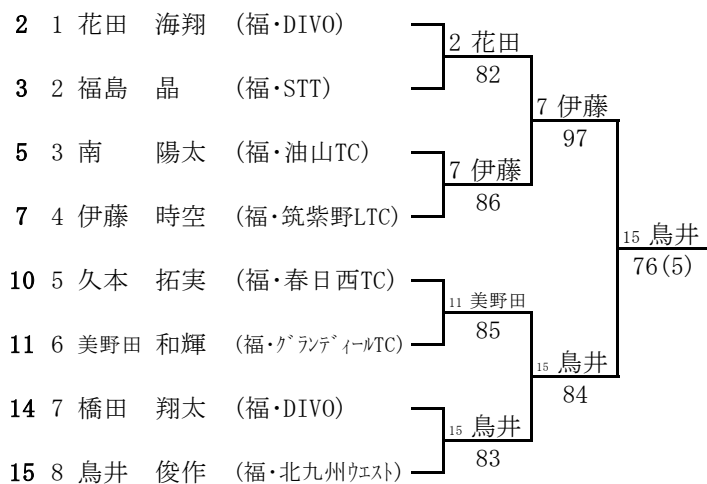 2 1 花田 海翔 (福・DIVO)
2 花田
82
3 2 福島 晶 (福・STT)
7 伊藤
97
5 3 南 陽太 (福・油山TC)
7 伊藤
86
7 4 伊藤 時空 (福・筑紫野LTC)
15 鳥井
76(5)
10 5 久本 拓実 (福・春日西TC)
11 美野田
85
11 6 美野田 和輝 (福・グランディールTC)
15 鳥井
84
14 7 橋田 翔太 (福・DIVO)
15 鳥井
83
15 8 鳥井 俊作 (福・北九州ウエスト)